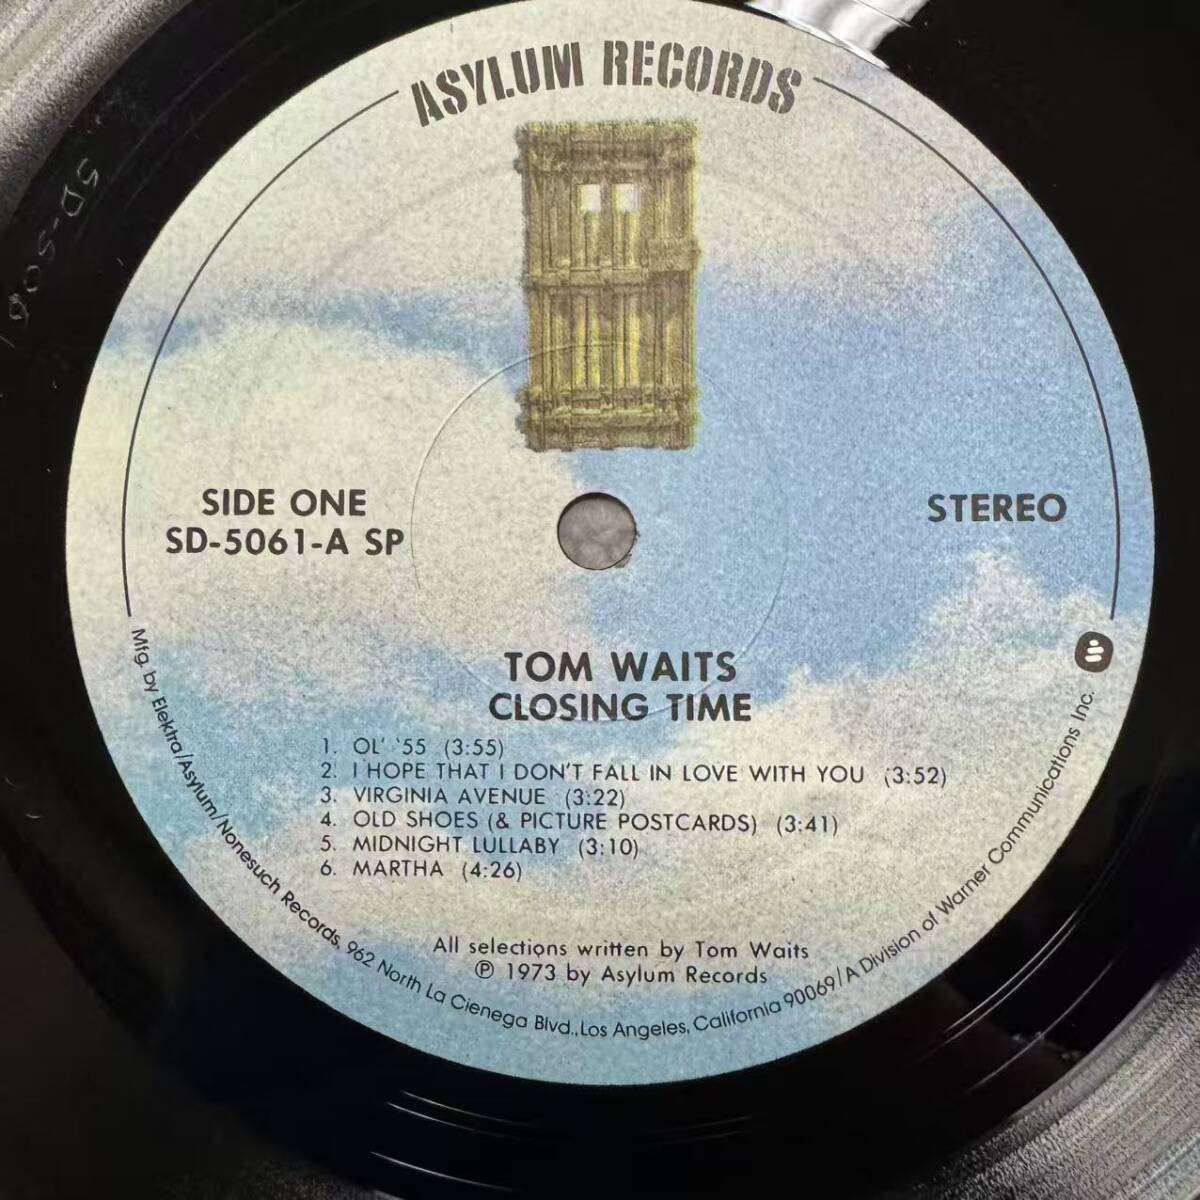 ASYLUM RECORDS
SIDE ONE
SD-5061-A SP
STEREO
TOM WAITS
CLOSING TIME
1. OL' '55 (3:55)
2. I HOPE THAT I DON'T FALL IN LOVE WITH YOU (3:52)
3. VIRGINIA AVENUE (3:22)
4. OLD SHOES (& PICTURE POSTCARDS) (3:41)
5. MIDNIGHT LULLABY (3:10)
6. MARTHA (4:26)
All selections written by Tom Waits
℗ 1973 by Asylum Records
Mfg. by Elektra/Asylum/Nonesuch Records, 962 North La Cienega Blvd., Los Angeles, California 90069/A Division of Warner Communications Inc.
SD-5061